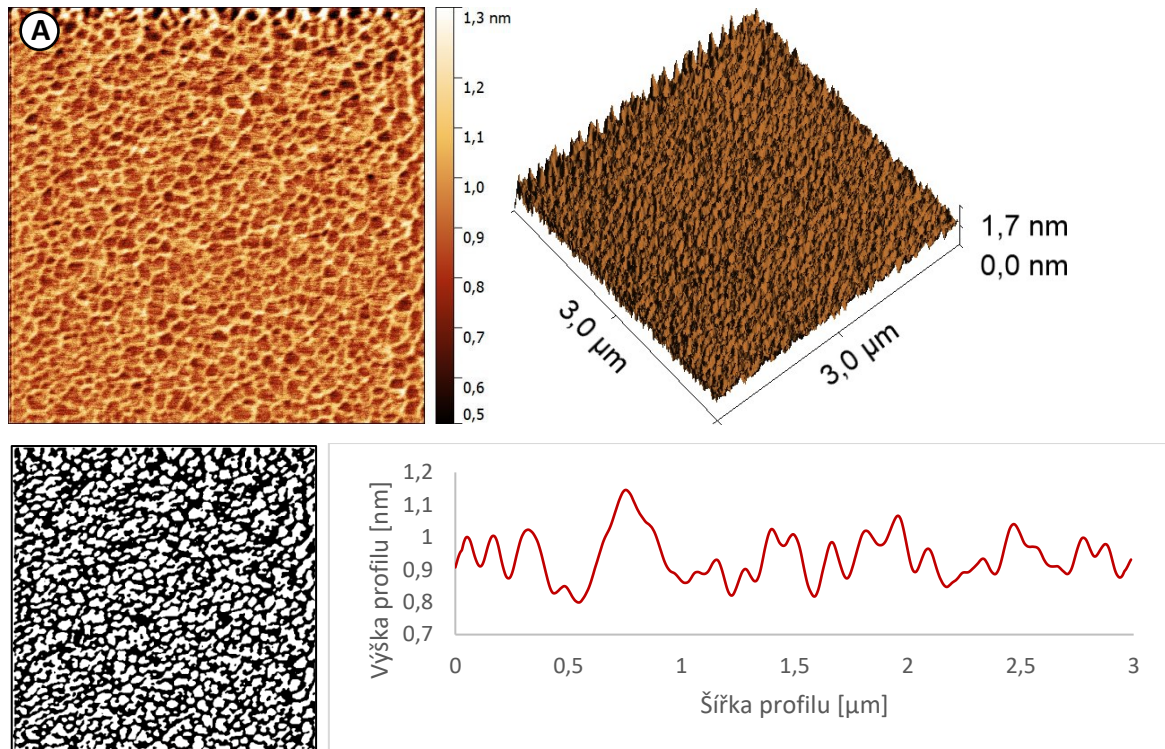 A
1,3 nm
1,2
1,1
1,0
0,9
0,8
0,7
0,6
0,5
1,7 nm
0,0 nm
3,0 µm
3,0 µm
Výška profilu [nm]
1,2
1,1
1
0,9
0,8
0,7
0 0,5 1 1,5 2 2,5 3
Šířka profilu [µm]